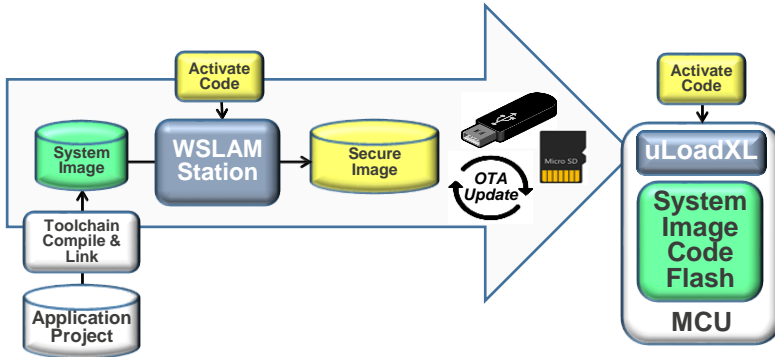 Activate
Code
System
Image
WSLAM
Station
Secure
Image
Toolchain
Compile &
Link
Application
Project
Micro SD
OTA
Update
Activate
Code
uLoadXL
System
Image
Code
Flash
MCU